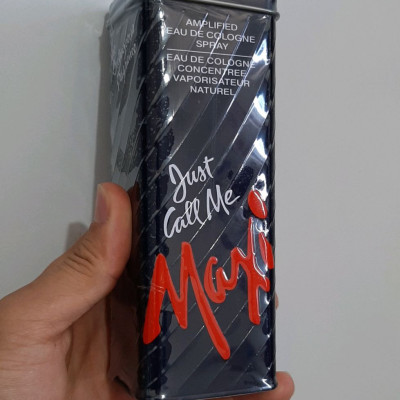 AMPLIFIED
EAU DE COLOGNE
SPRAY
EAU DE COLOGNE
CONCENTREE
VAPORISATEUR
NATUREL
Just
Call Me
Maxi